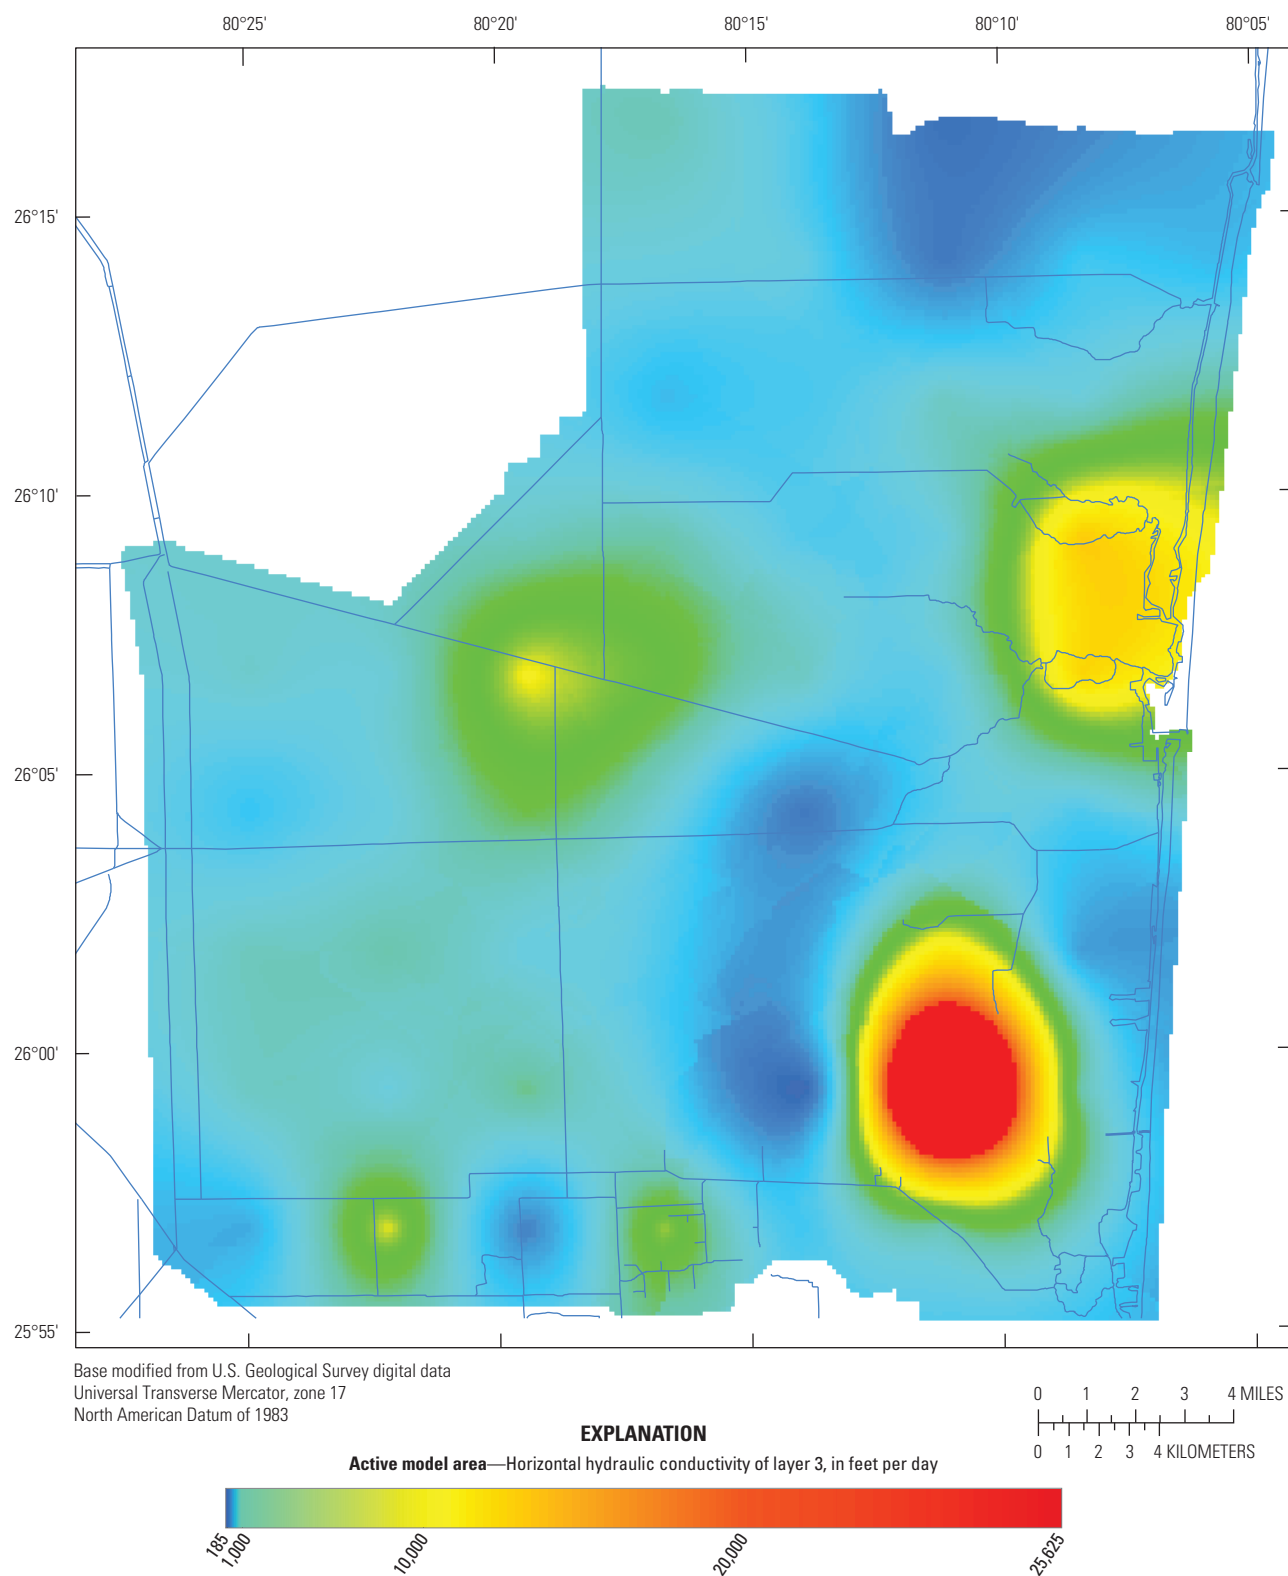 80°25' 80°20' 80°15' 80°10' 80°05'
26°15'
26°10'
26°05'
26°00'
25°55'
Base modified from U.S. Geological Survey digital data
Universal Transverse Mercator, zone 17
North American Datum of 1983
0 1 2 3 4 MILES
0 1 2 3 4 KILOMETERS
EXPLANATION
Active model area—Horizontal hydraulic conductivity of layer 3, in feet per day
185 1,000 10,000 20,000 25,625